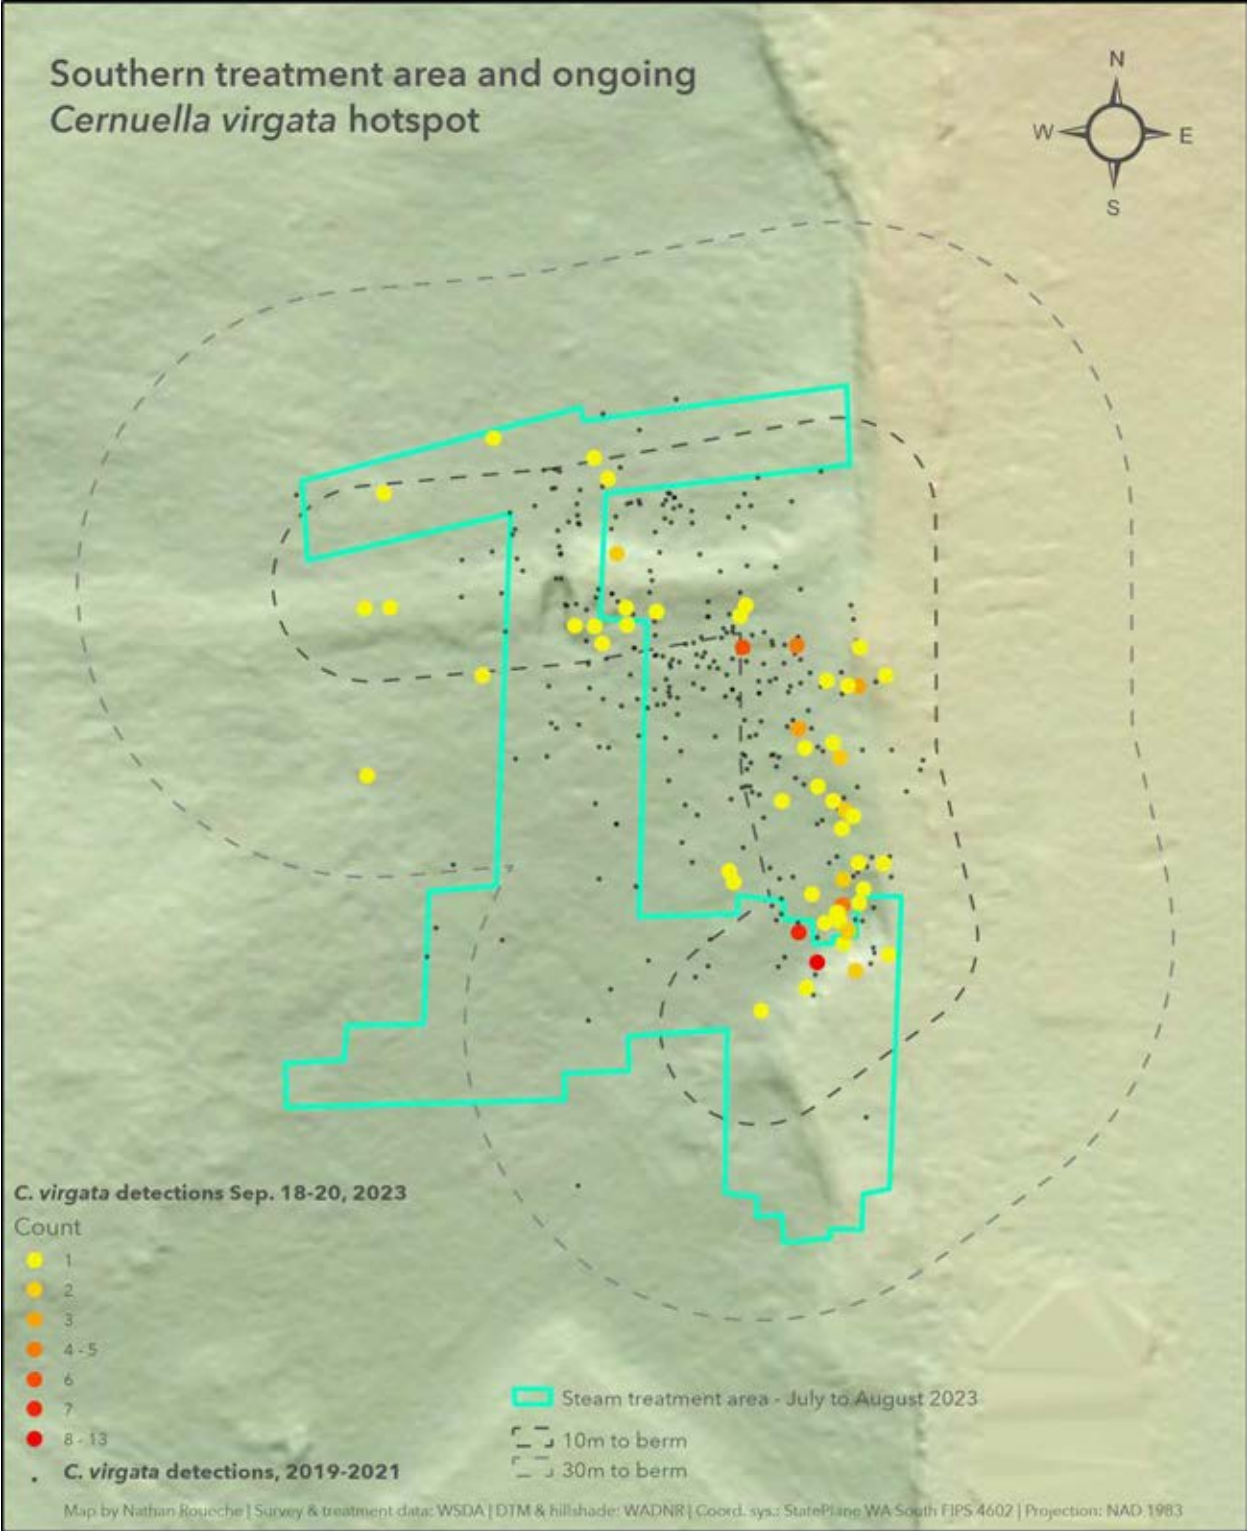 Southern treatment area and ongoing
Cernuella virgata hotspot
N
W E
S
C. virgata detections Sep. 18-20, 2023
Count
1
2
3
4 - 5
6
7
8 - 13
C. virgata detections, 2019-2021
Steam treatment area - July to August 2023
10m to berm
30m to berm
Map by Nathan Roueche | Survey & treatment data: WSDA | DTM & hillshade: WADNR | Coord. sys.: StatePlane WA South FIPS 4602 | Projection: NAD 1983